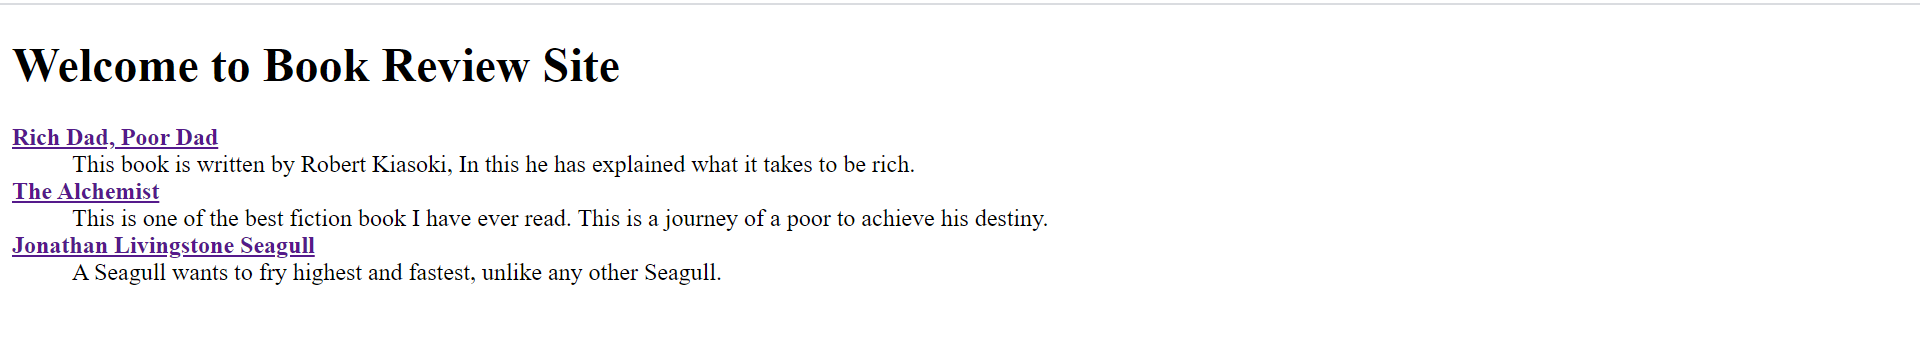 Welcome to Book Review Site
Rich Dad, Poor Dad
This book is written by Robert Kiasoki, In this he has explained what it takes to be rich.
The Alchemist
This is one of the best fiction book I have ever read. This is a journey of a poor to achieve his destiny.
Jonathan Livingstone Seagull
A Seagull wants to fry highest and fastest, unlike any other Seagull.